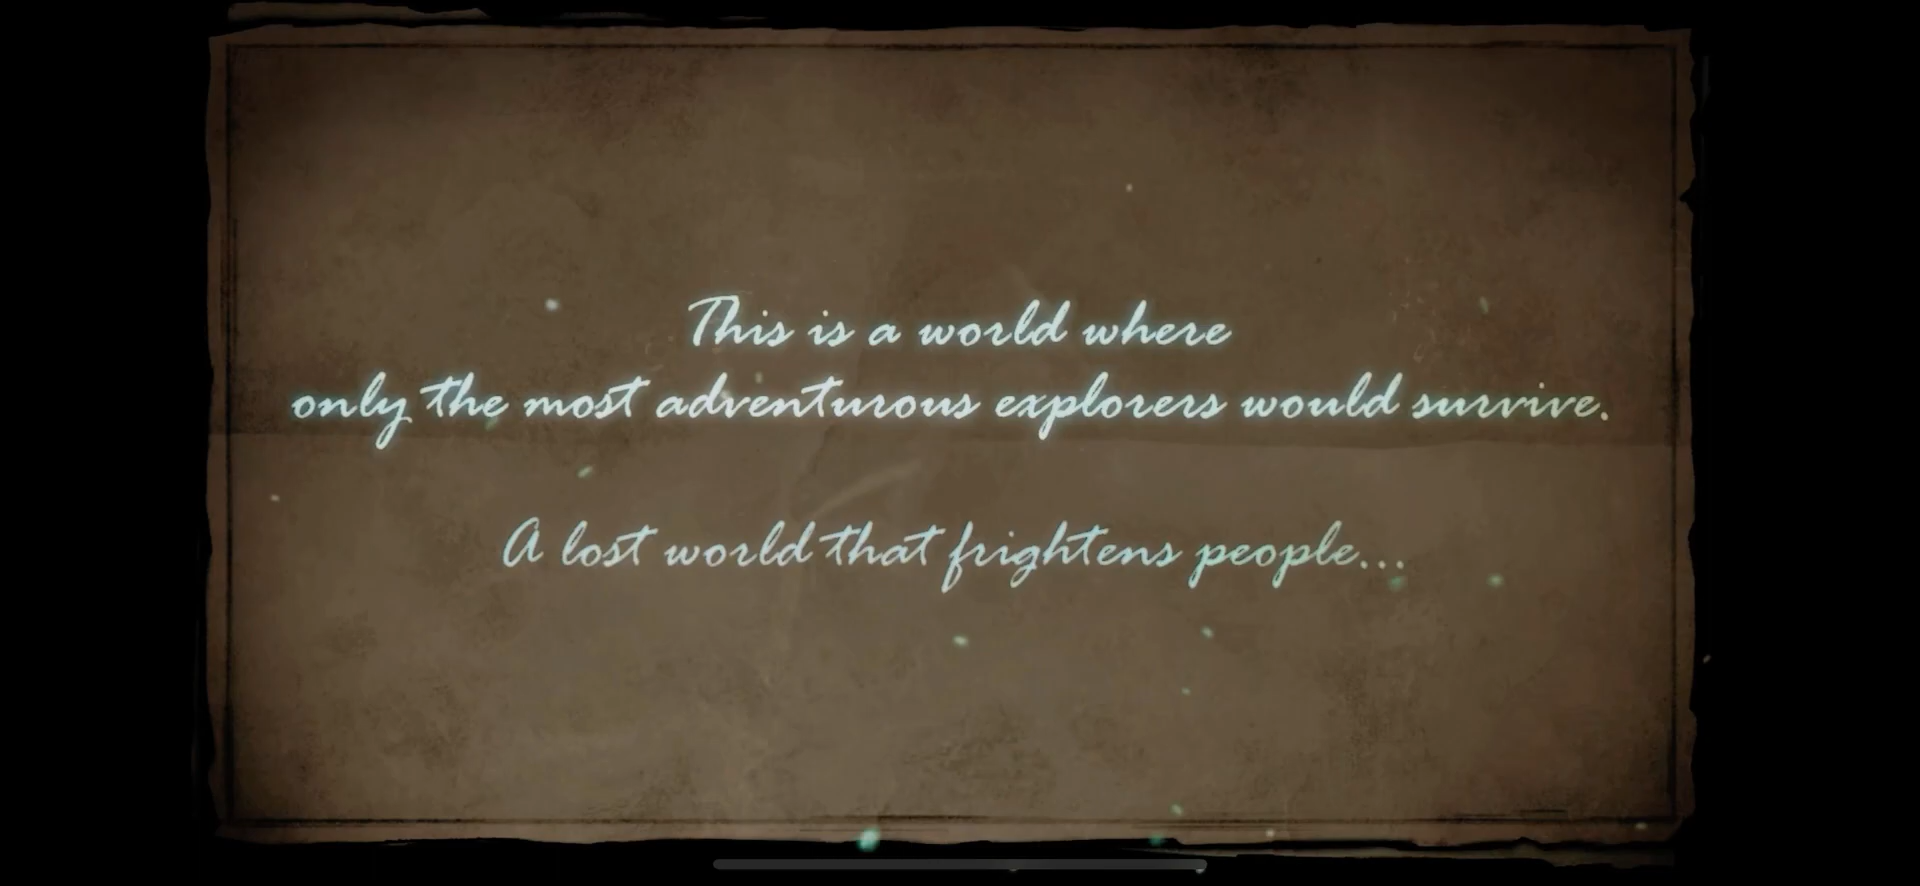 This is a world where
only the most adventurous explorers would survive.
A lost world that frightens people...